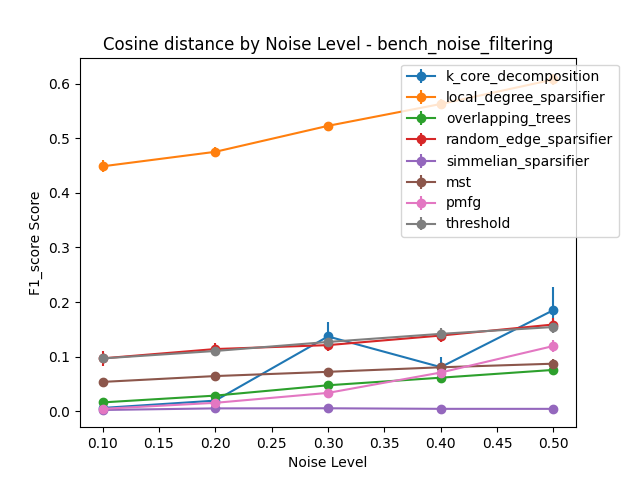 Cosine distance by Noise Level - bench_noise_filtering
F1_score Score
0.6
0.5
0.4
0.3
0.2
0.1
0.0
k_core_decomposition
local_degree_sparsifier
overlapping_trees
random_edge_sparsifier
simmelian_sparsifier
mst
pmfg
threshold
0.10 0.15 0.20 0.25 0.30 0.35 0.40 0.45 0.50
Noise Level